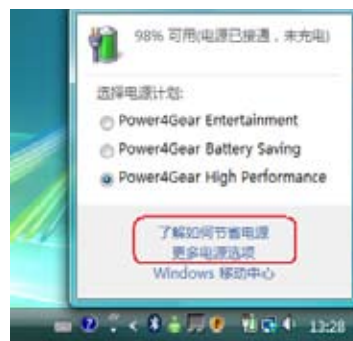 98% 可用(电源已接通，未充电)
选择电源计划:
Power4Gear Entertainment
Power4Gear Battery Saving
Power4Gear High Performance
了解如何节省电源
更多电源选项
Windows 移动中心
13:28